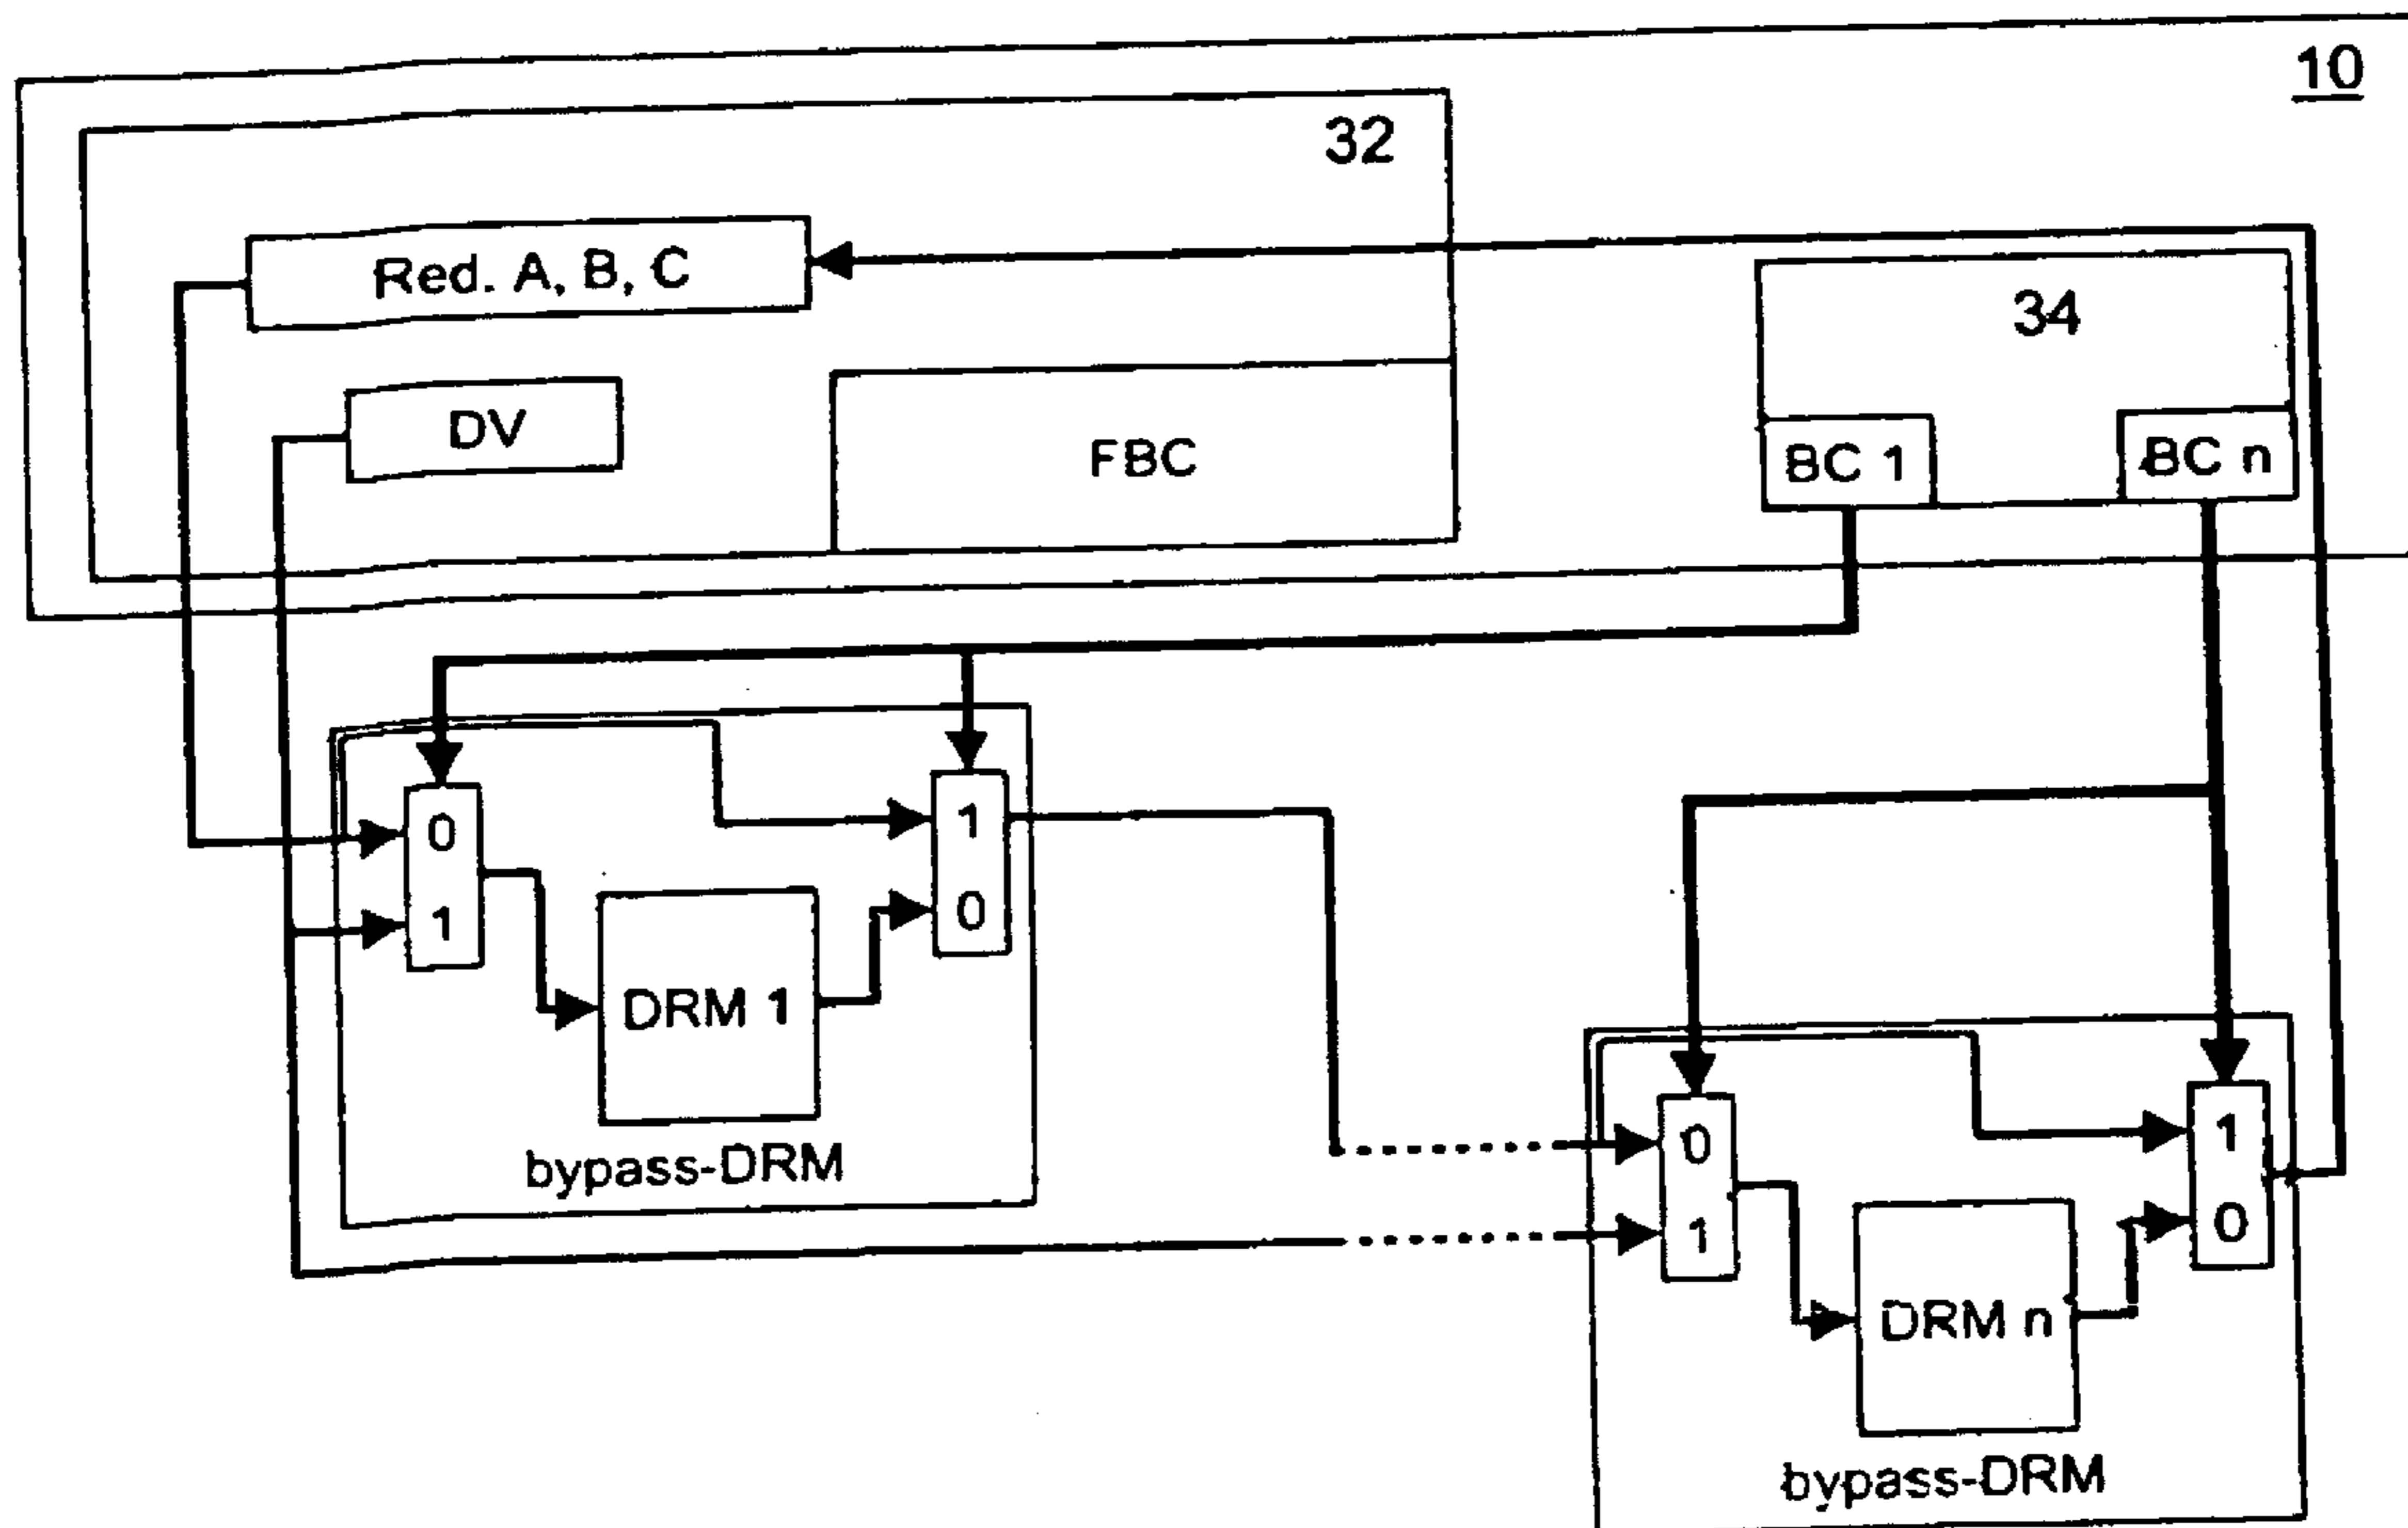 10
32
Red. A, B, C
34
DV
FBC
BC 1
BC n
0
1
1
0
DRM 1
bypass-DRM
0
1
1
0
DRM n
bypass-DRM